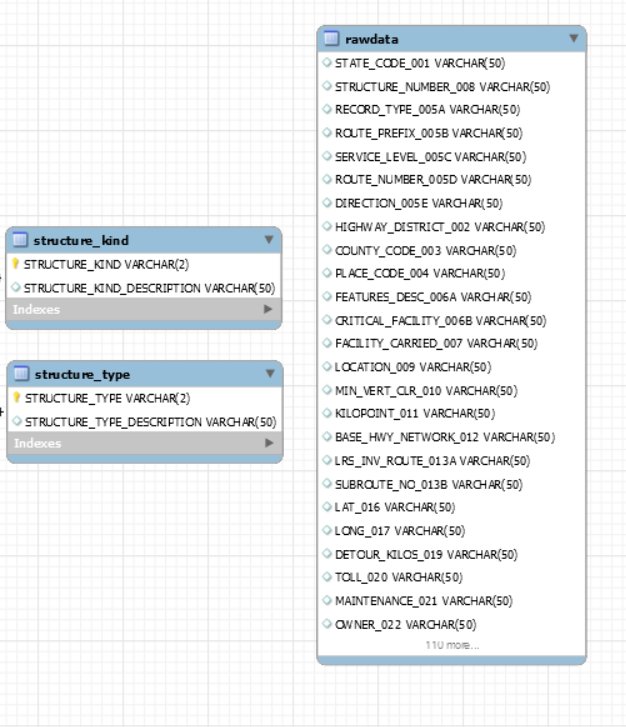 structure_kind
STRUCTURE_KIND VARCHAR(2)
STRUCTURE_KIND_DESCRIPTION VARCHAR(50)
Indexes
structure_type
STRUCTURE_TYPE VARCHAR(2)
STRUCTURE_TYPE_DESCRIPTION VARCHAR(50)
Indexes
rawdata
STATE_CODE_001 VARCHAR(50)
STRUCTURE_NUMBER_008 VARCHAR(50)
RECORD_TYPE_005A VARCHAR(50)
ROUTE_PREFIX_005B VARCHAR(50)
SERVICE_LEVEL_005C VARCHAR(50)
ROUTE_NUMBER_005D VARCHAR(50)
DIRECTION_005E VARCHAR(50)
HIGHWAY_DISTRICT_002 VARCHAR(50)
COUNTY_CODE_003 VARCHAR(50)
PLACE_CODE_004 VARCHAR(50)
FEATURES_DESC_006A VARCHAR(50)
CRITICAL_FACILITY_006B VARCHAR(50)
FACILITY_CARRIED_007 VARCHAR(50)
LOCATION_009 VARCHAR(50)
MIN_VERT_CLR_010 VARCHAR(50)
KILOPOINT_011 VARCHAR(50)
BASE_HWY_NETWORK_012 VARCHAR(50)
LRS_INV_ROUTE_013A VARCHAR(50)
SUBROUTE_NO_013B VARCHAR(50)
LAT_016 VARCHAR(50)
LONG_017 VARCHAR(50)
DETOUR_KILOS_019 VARCHAR(50)
TOLL_020 VARCHAR(50)
MAINTENANCE_021 VARCHAR(50)
OWNER_022 VARCHAR(50)
110 more...